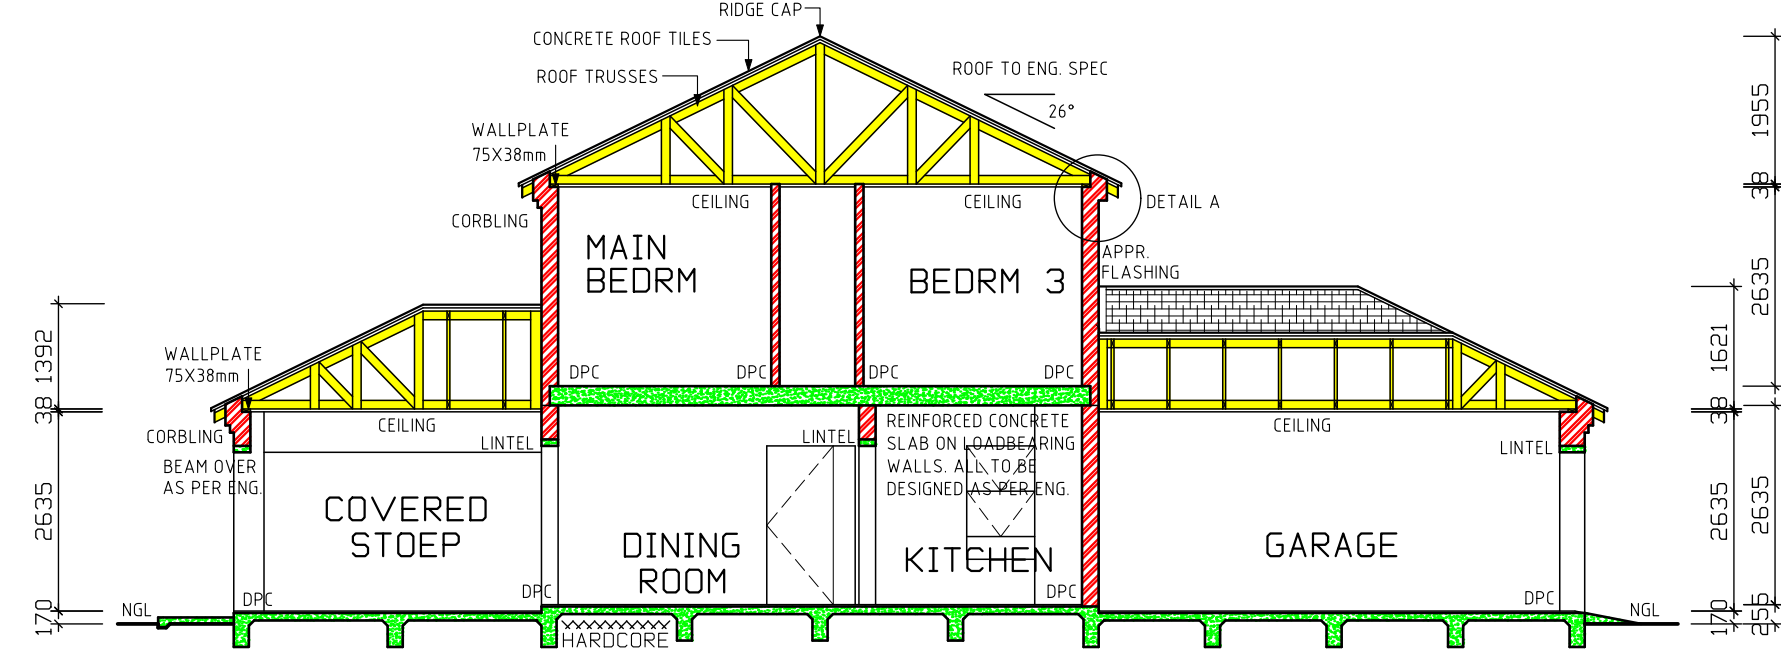 RIDGE CAP
CONCRETE ROOF TILES
ROOF TRUSSES
ROOF TO ENG. SPEC
26°
WALLPLATE
75X38mm
1955
38
CEILING
CEILING
DETAIL A
CORBLING
MAIN
BEDRM
BEDRM 3
APPR.
FLASHING
2635
WALLPLATE
75X38mm
1392
1621
DPC
DPC
DPC
DPC
38
38
CORBLING
CEILING
LINTEL
LINTEL
REINFORCED CONCRETE
SLAB ON LOADBEARING
WALLS. ALL TO BE
DESIGNED AS PER ENG.
CEILING
LINTEL
BEAM OVER
AS PER ENG.
2635
COVERED
STOEP
DINING
ROOM
KITCHEN
GARAGE
2635
2635
DPC
DPC
DPC
DPC
NGL
NGL
170
HARDCORE
170
255